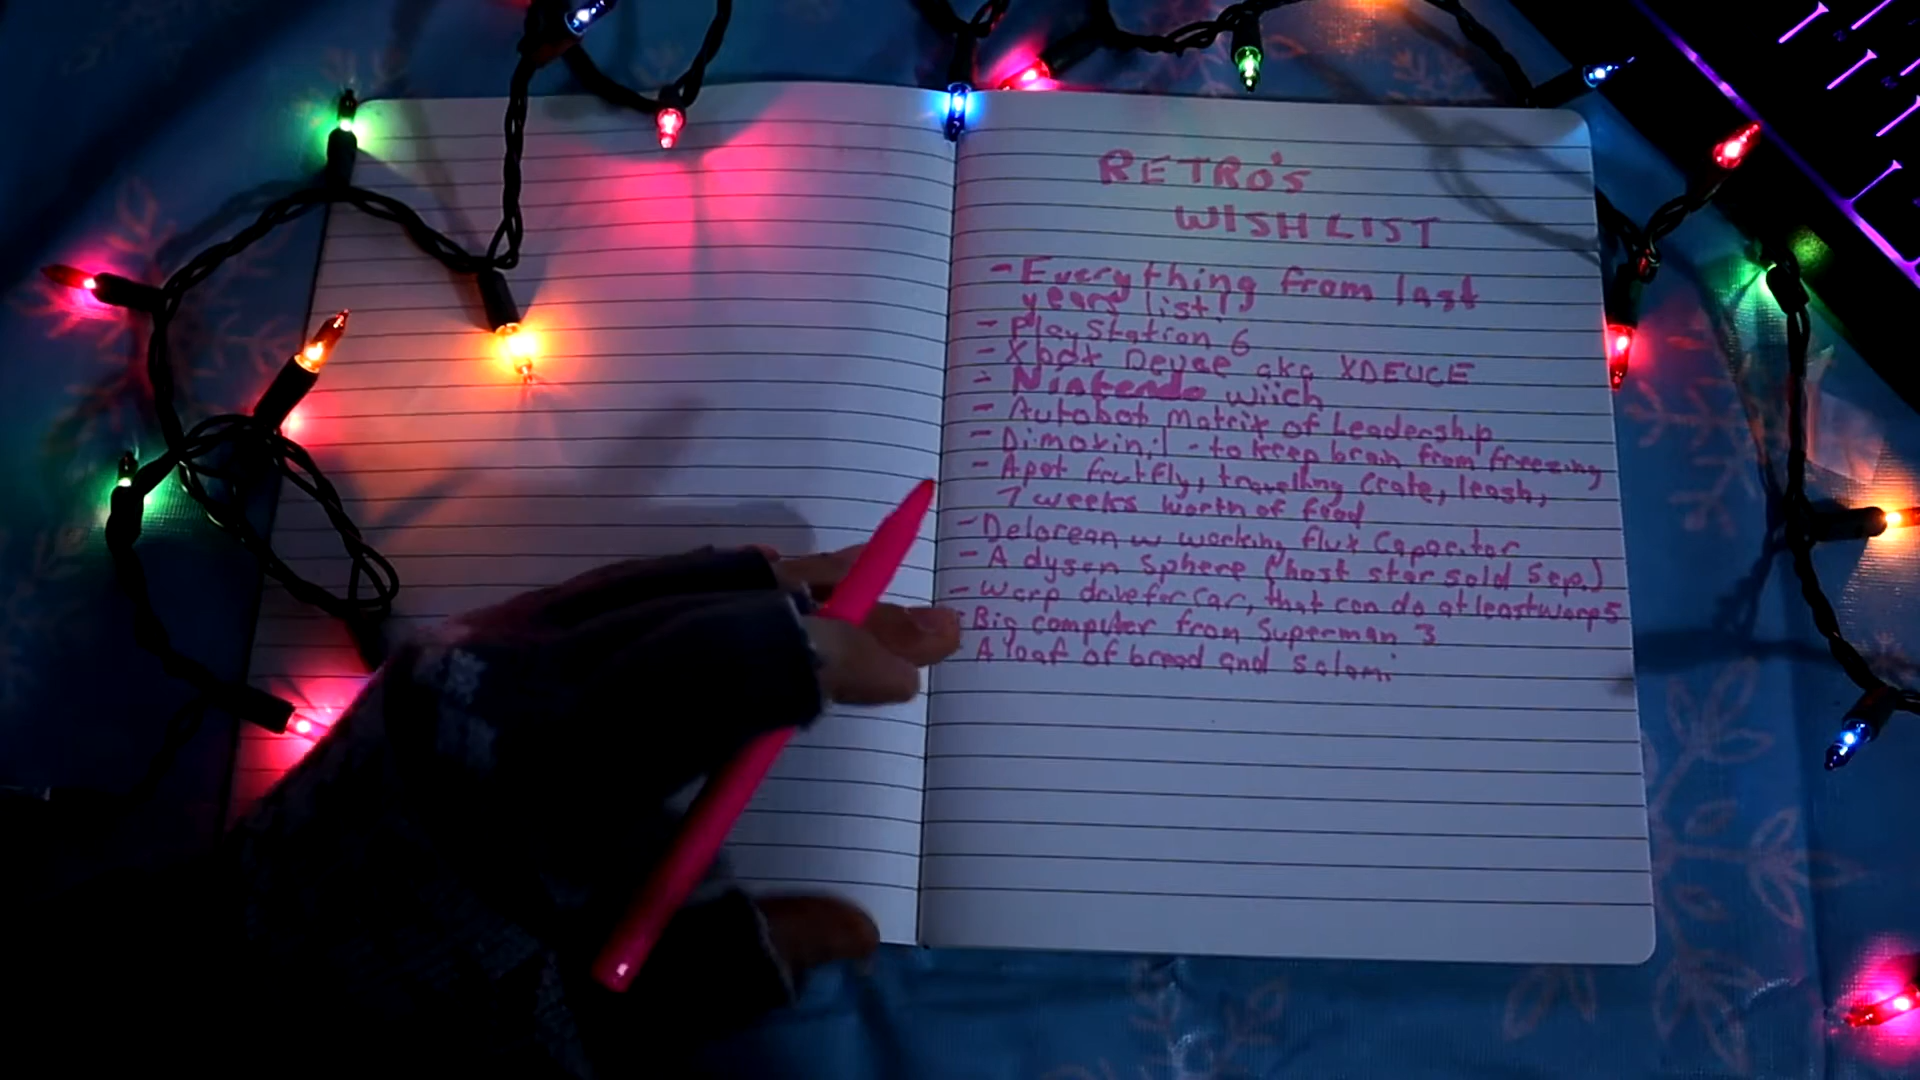 RETRO'S
WISH LIST
- Everything from last
years list!
- PlayStation 6
- Xbox Deuce aka XDEUCE
- Nintendo wiich
- Autobot Matrix of Leadership
- Dimoxinil - to keep brain from freezing
- A pet fruitfly, travelling crate, leash,
7 weeks worth of food
- Delorean w working flux Capacitor
- A dyson Sphere (host star sold sep.)
- Warp drive for car, that can do at least warp 5
- Big computer from Superman 3
A loaf of bread and salami